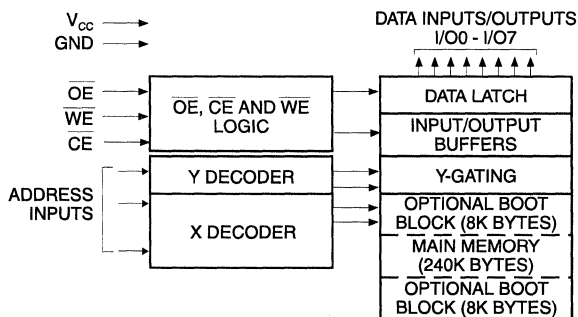 V_CC
GND
OE
WE
CE
ADDRESS
INPUTS
OE, CE AND WE
LOGIC
Y DECODER
X DECODER
DATA INPUTS/OUTPUTS
I/O0 - I/O7
DATA LATCH
INPUT/OUTPUT
BUFFERS
Y-GATING
OPTIONAL BOOT
BLOCK (8K BYTES)
MAIN MEMORY
(240K BYTES)
OPTIONAL BOOT
BLOCK (8K BYTES)